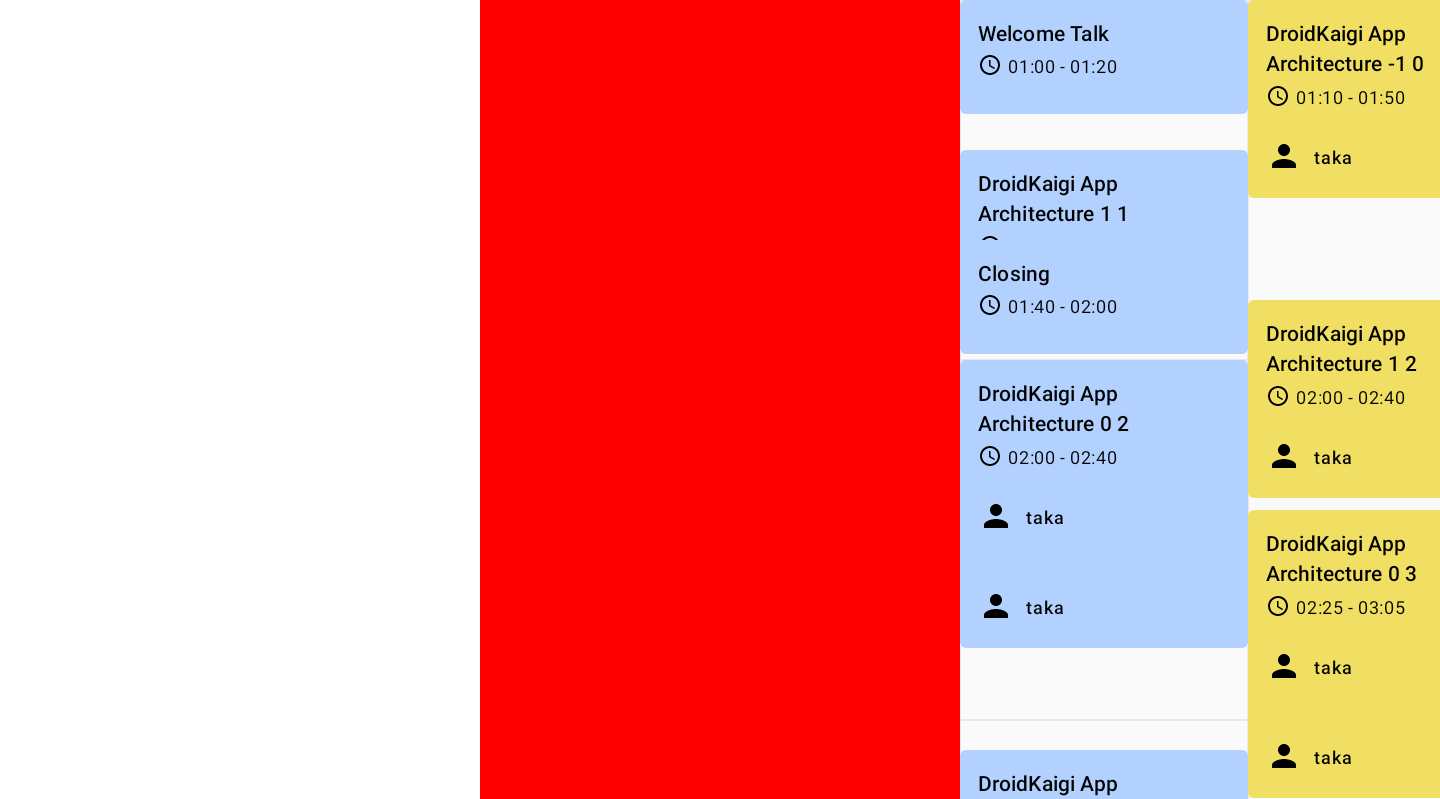 Welcome Talk
01:00 - 01:20
DroidKaigi App
Architecture 1 1
Closing
01:40 - 02:00
DroidKaigi App
Architecture 0 2
02:00 - 02:40
taka
taka
DroidKaigi App
DroidKaigi App
Architecture -1 0
01:10 - 01:50
taka
DroidKaigi App
Architecture 1 2
02:00 - 02:40
taka
DroidKaigi App
Architecture 0 3
02:25 - 03:05
taka
taka